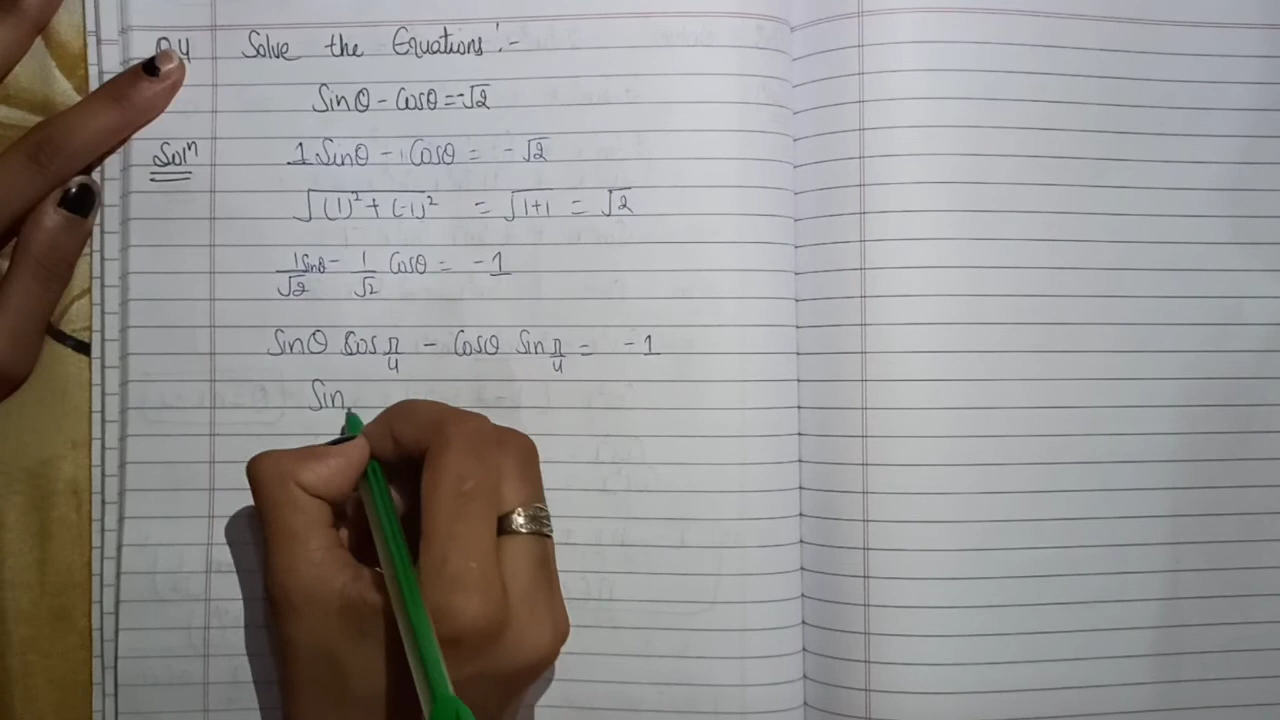 Q4 Solve the Equations:-
Sinθ - Cosθ = -√2
Solⁿ 1 Sinθ - 1 Cosθ = -√2
√(1)² + (-1)² = √1+1 = √2
1/√2 Sinθ - 1/√2 Cosθ = -1
Sinθ Cos π/4 - Cosθ Sin π/4 = -1
Sin